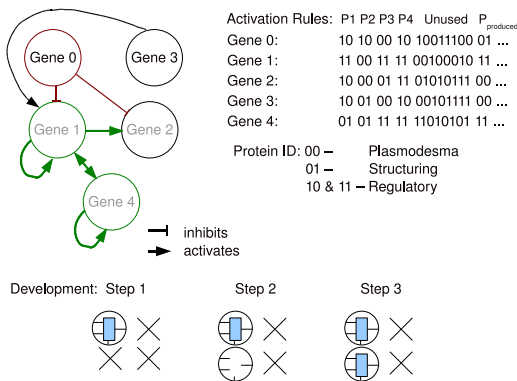 Activation Rules: P1 P2 P3 P4 Unused P produced
Gene 0: 10 10 00 10 10011100 01 ...
Gene 1: 11 00 11 11 00100010 11 ...
Gene 2: 10 00 01 11 01010111 00 ...
Gene 3: 10 01 00 10 00101111 00 ...
Gene 4: 01 01 11 11 11010101 11 ...
Protein ID: 00 – Plasmodesma
01 – Structuring
10 & 11 – Regulatory
Gene 0
Gene 3
Gene 1
Gene 2
Gene 4
inhibits
activates
Development: Step 1 Step 2 Step 3